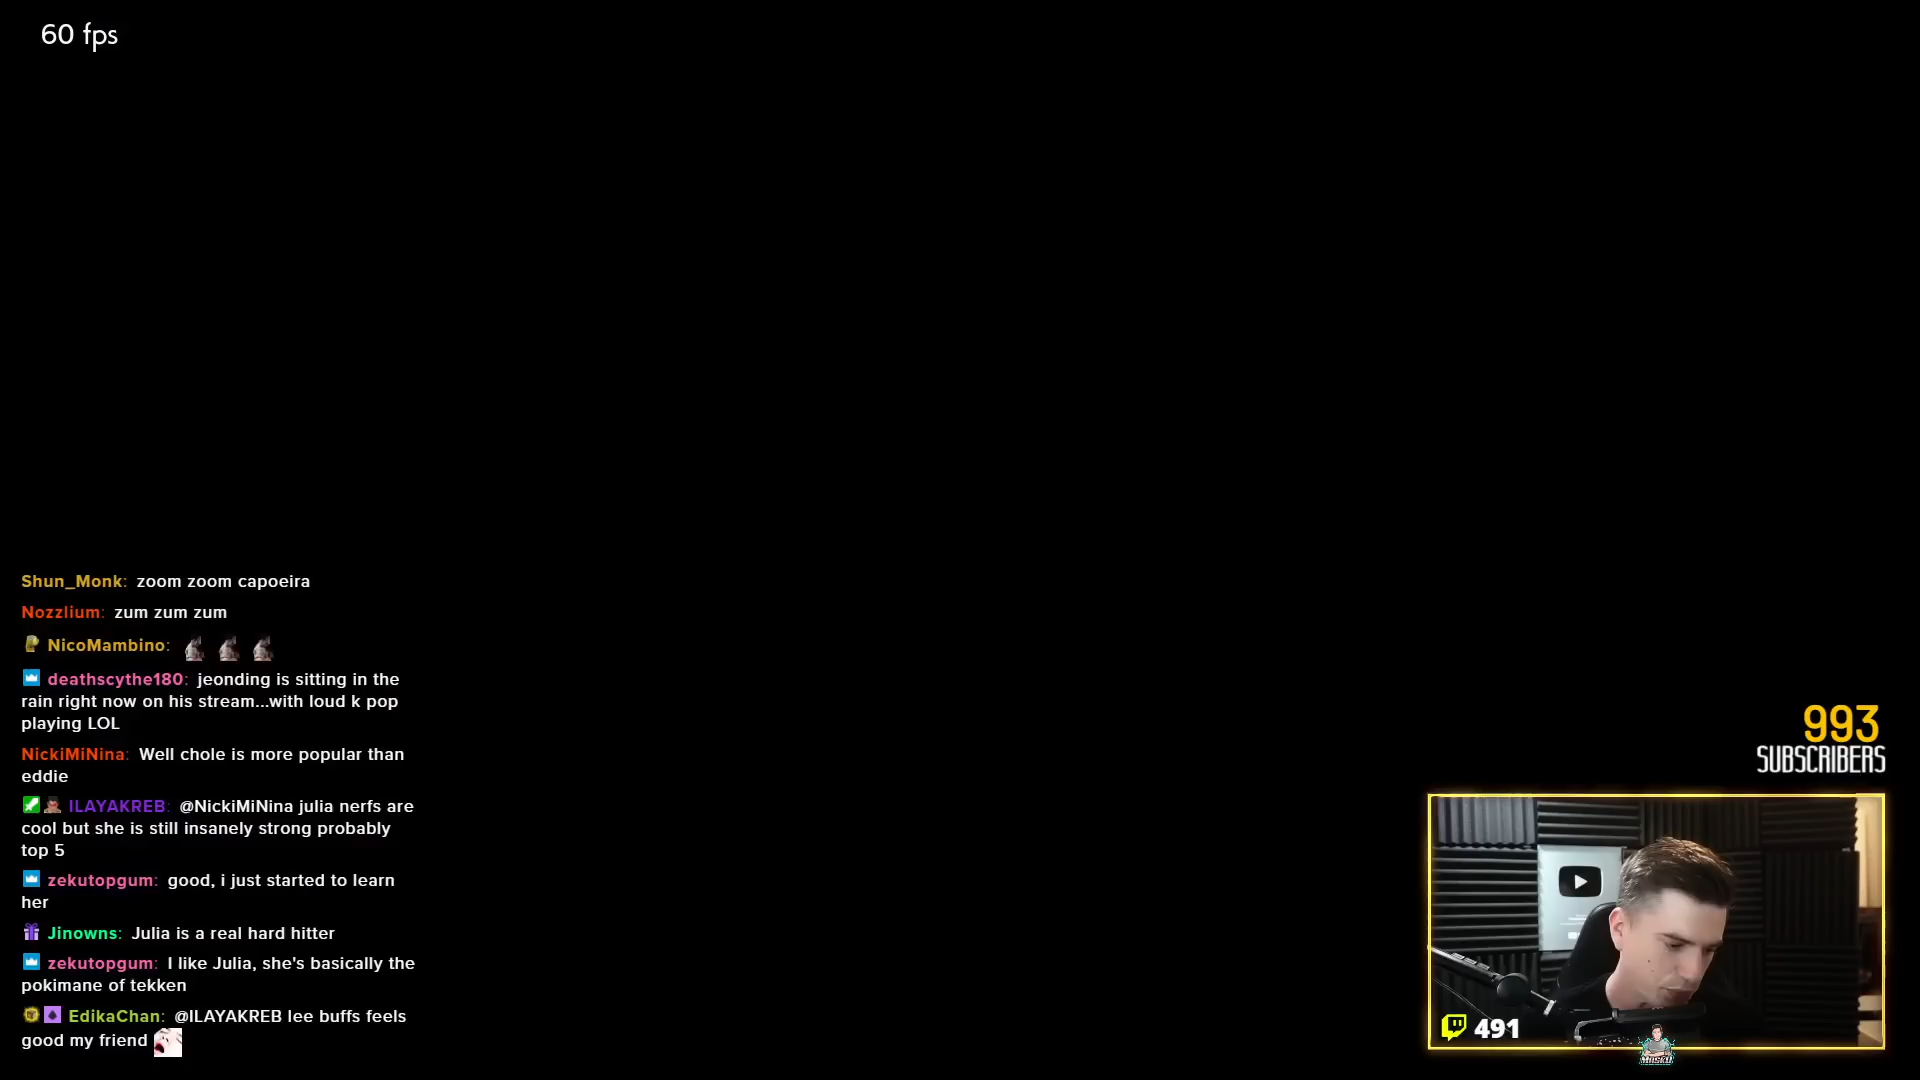 60 fps
Shun_Monk: zoom zoom capoeira
Nozzlium: zum zum zum
NicoMambino:
deathscythe180: jeonding is sitting in the
rain right now on his stream...with loud k pop
playing LOL
NickiMiNina: Well chole is more popular than
eddie
ILAYAKREB: @NickiMiNina julia nerfs are
cool but she is still insanely strong probably
top 5
zekutopgum: good, i just started to learn
her
Jinowns: Julia is a real hard hitter
zekutopgum: I like Julia, she's basically the
pokimane of tekken
EdikaChan: @ILAYAKREB lee buffs feels
good my friend
993
SUBSCRIBERS
491